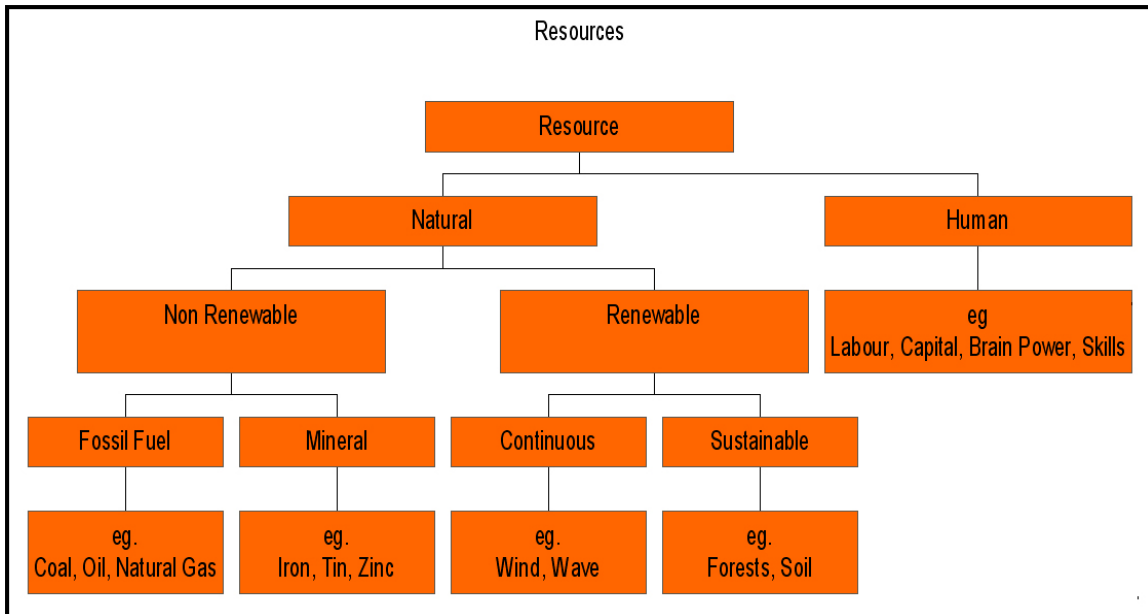 Resources
Resource
Natural
Human
Non Renewable
Renewable
eg
Labour, Capital, Brain Power, Skills
Fossil Fuel
Mineral
Continuous
Sustainable
eg.
Coal, Oil, Natural Gas
eg.
Iron, Tin, Zinc
eg.
Wind, Wave
eg.
Forests, Soil